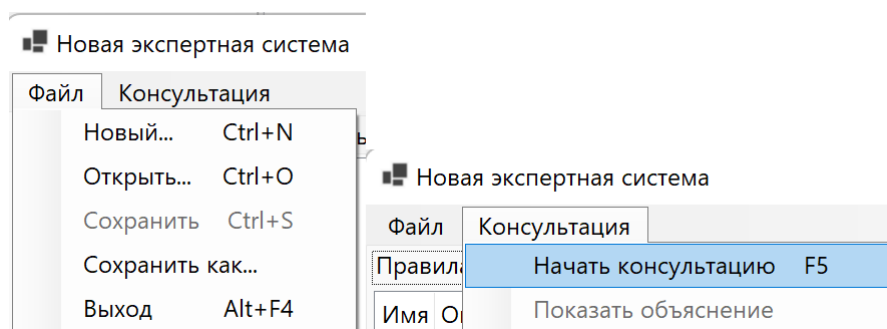 Новая экспертная система
Файл Консультация
Новый... Ctrl+N
Открыть... Ctrl+O
Сохранить Ctrl+S
Сохранить как...
Выход Alt+F4
Новая экспертная система
Файл Консультация
Начать консультацию F5
Показать объяснение
Имя